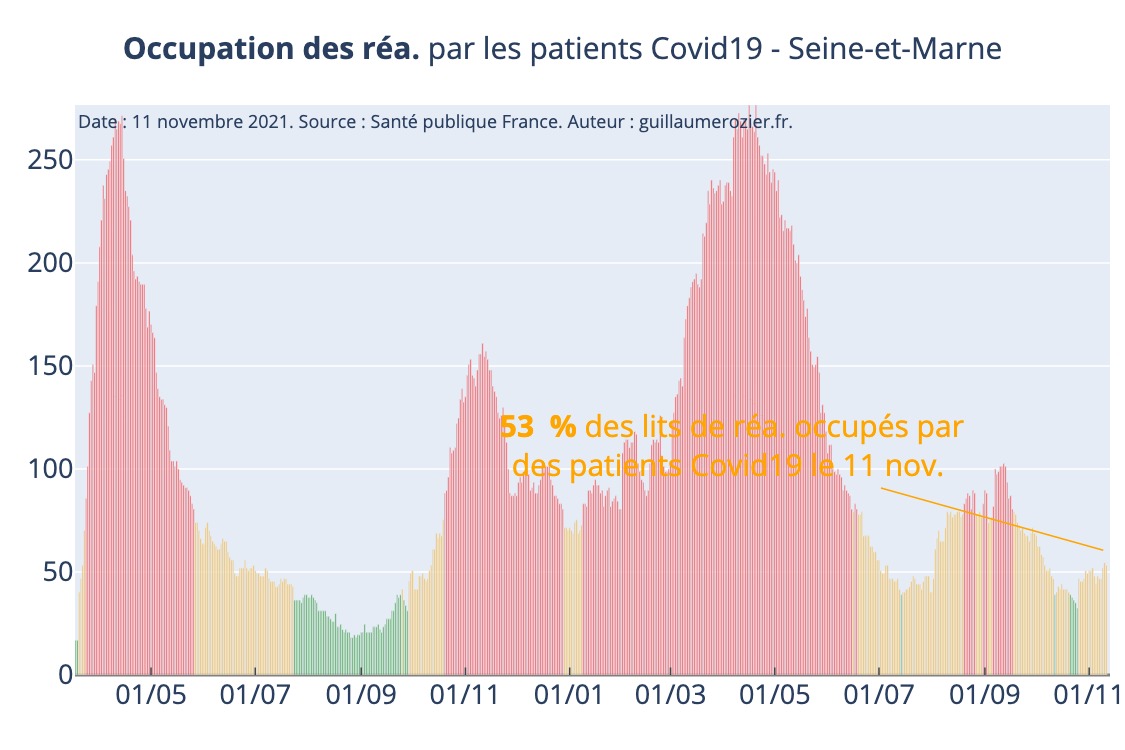 Occupation des réa. par les patients Covid19 - Seine-et-Marne
Date : 11 novembre 2021. Source : Santé publique France. Auteur : guillaumerozier.fr.
250
200
150
53 % des lits de réa. occupés par
des patients Covid19 le 11 nov.
100
50
0
01/05 01/07 01/09 01/11 01/01 01/03 01/05 01/07 01/09 01/11